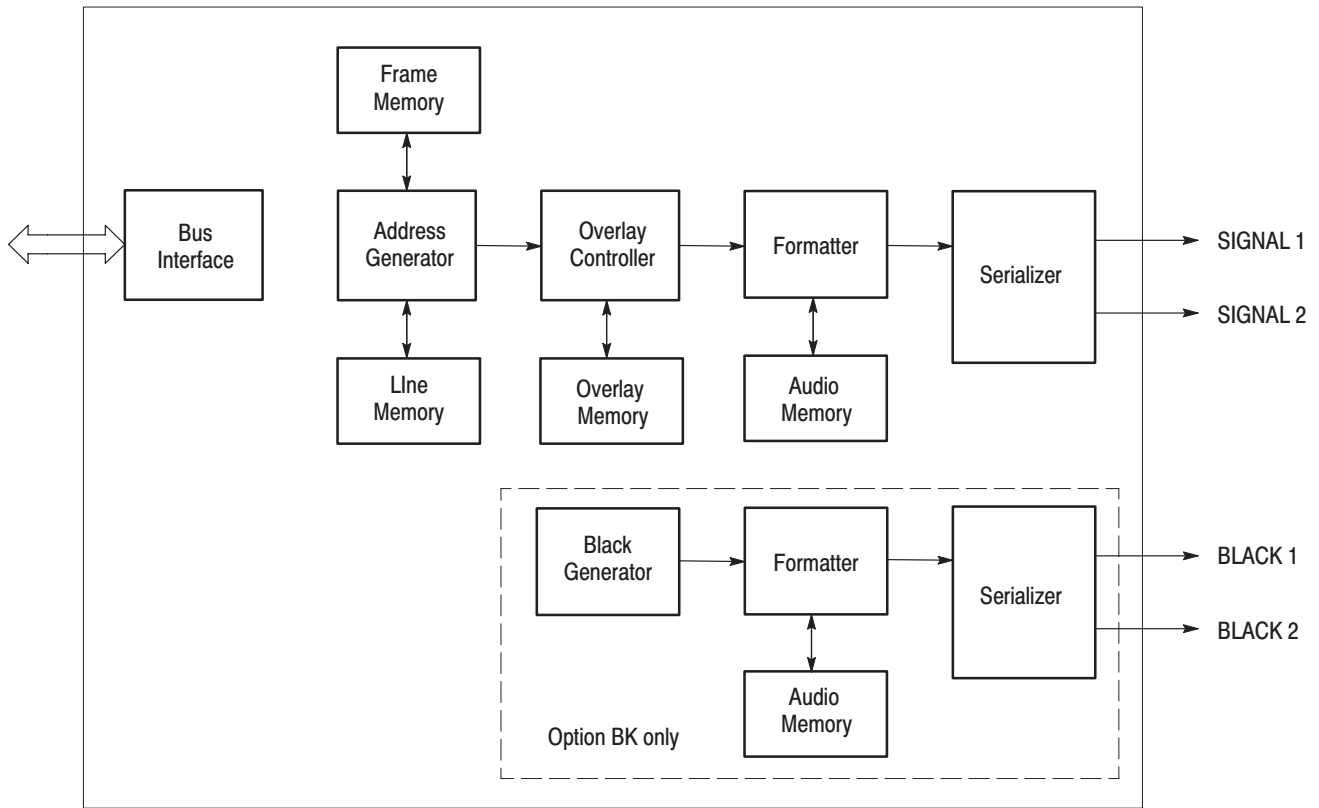 Frame
Memory
Bus
Interface
Address
Generator
Overlay
Controller
Formatter
Serializer
SIGNAL 1
SIGNAL 2
LIne
Memory
Overlay
Memory
Audio
Memory
Black
Generator
Formatter
Serializer
BLACK 1
BLACK 2
Audio
Memory
Option BK only